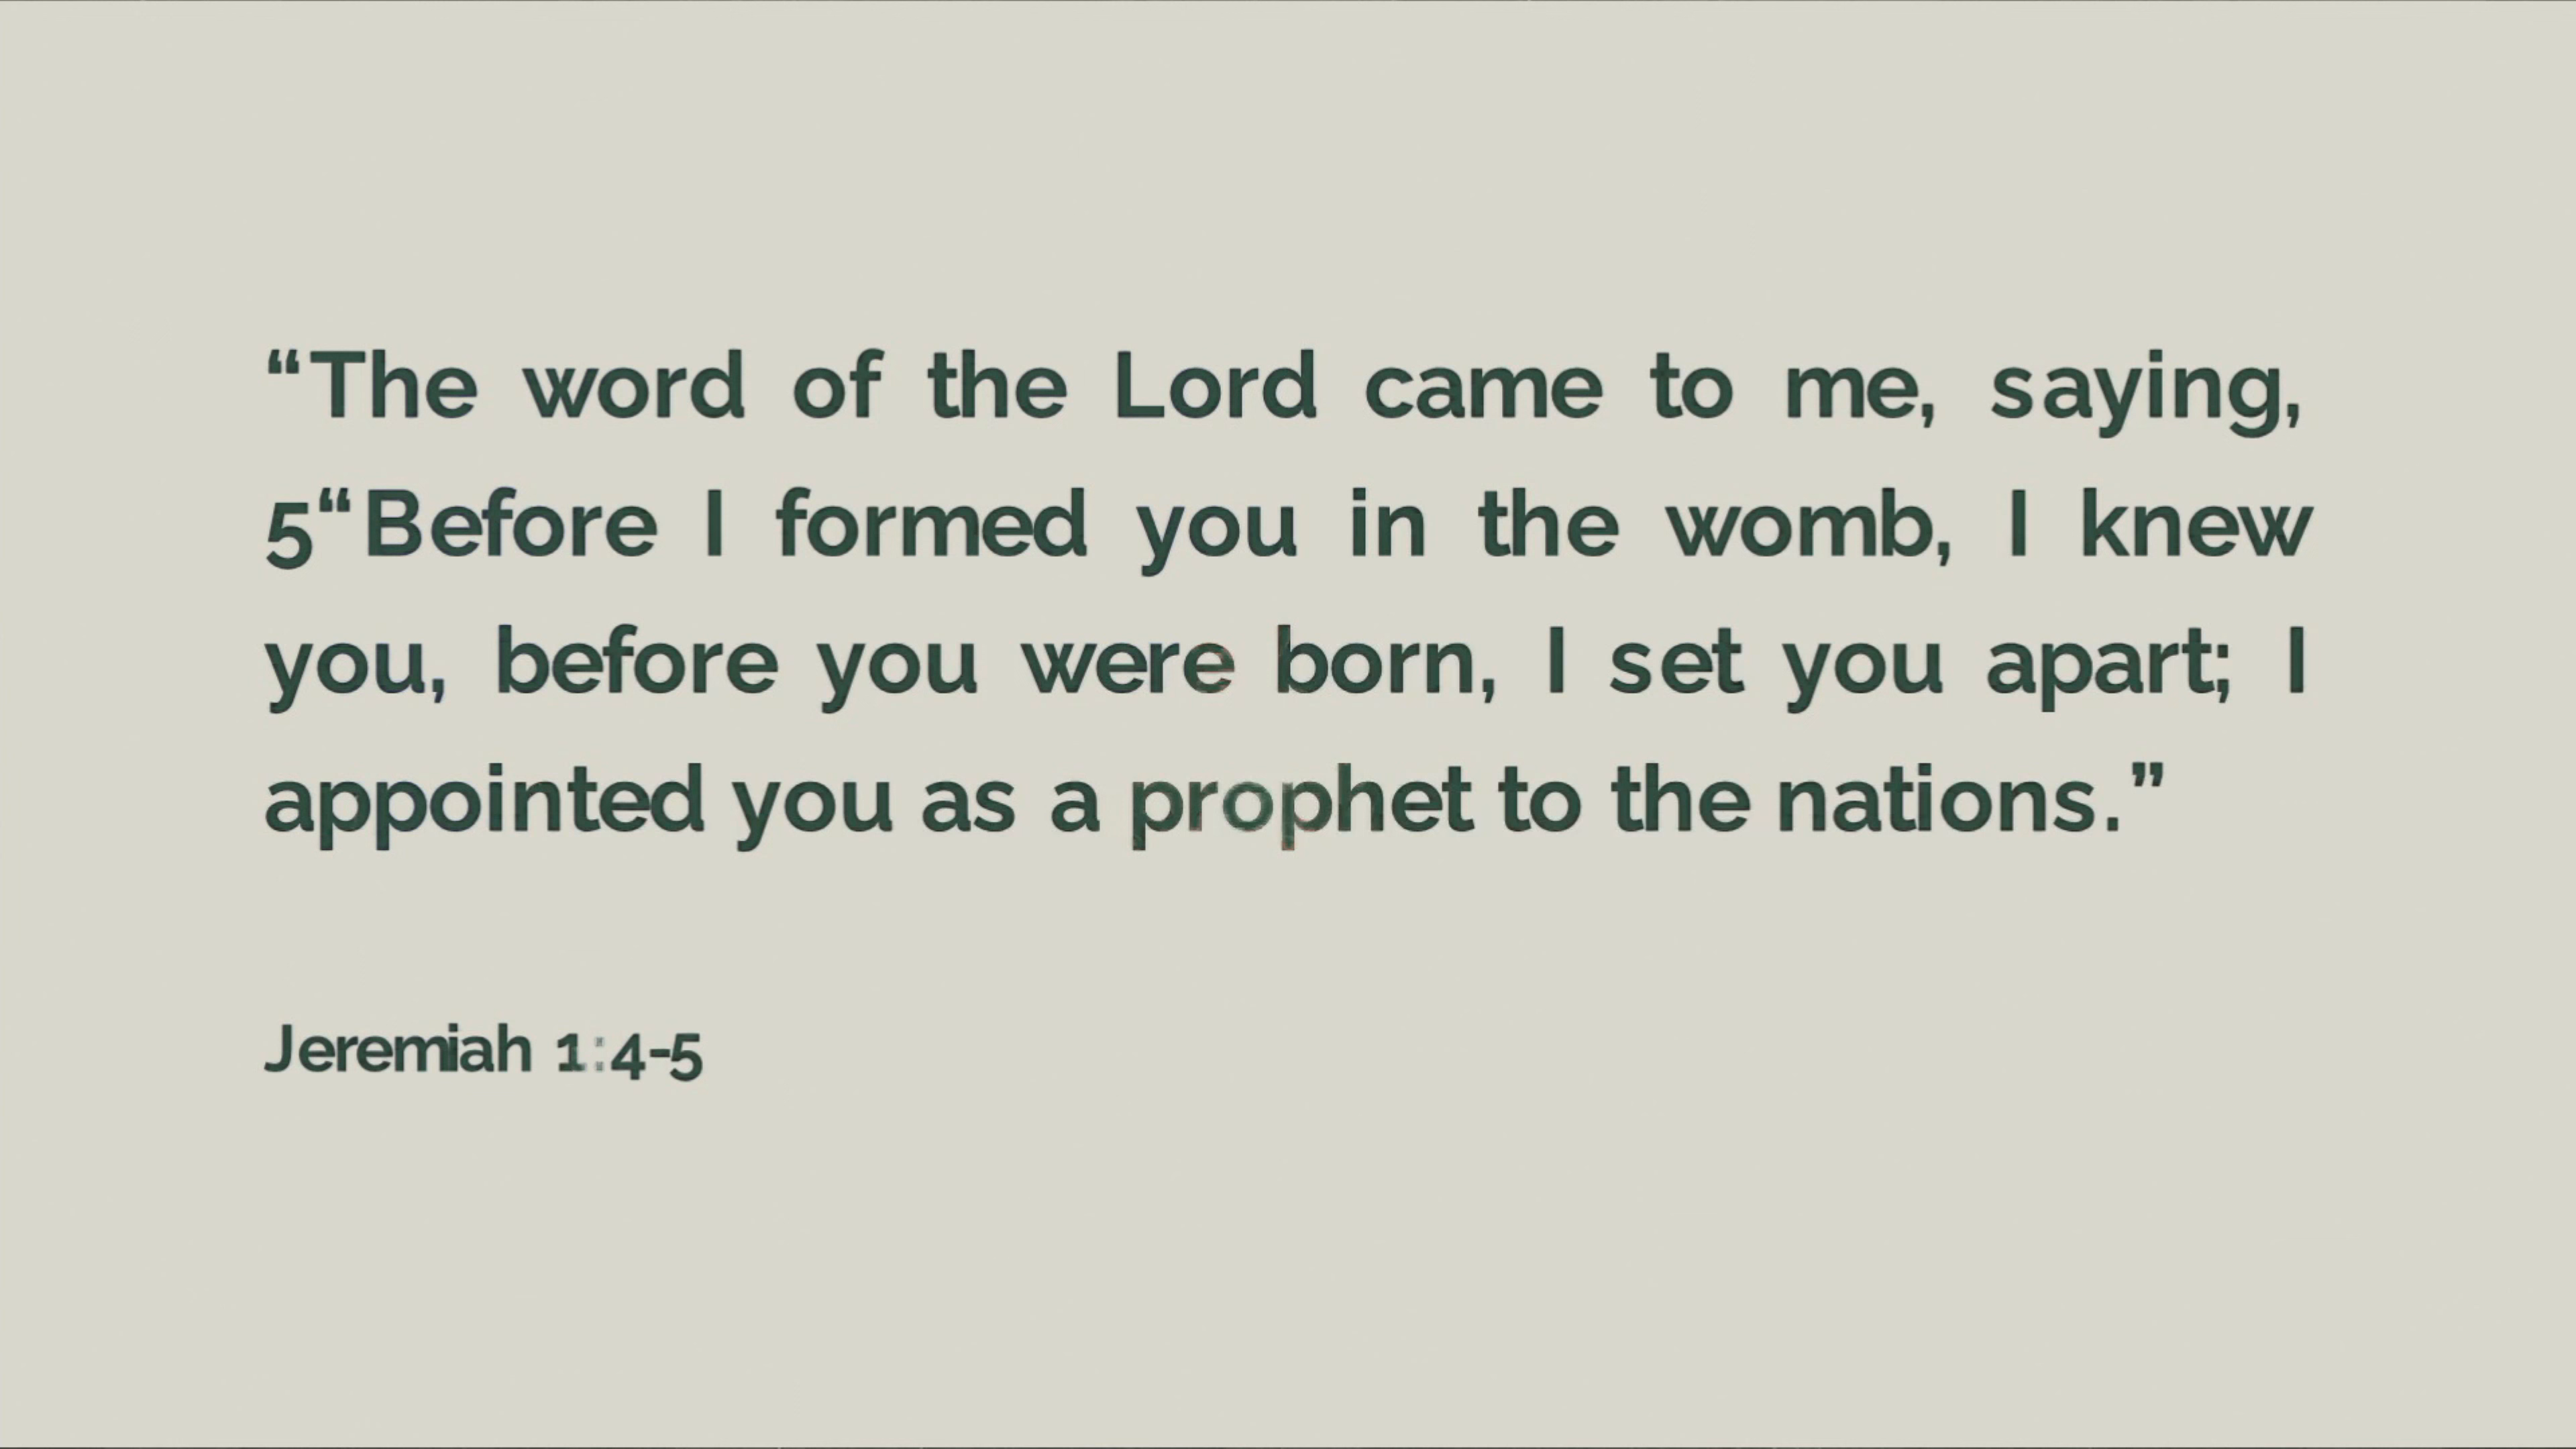 “The word of the Lord came to me, saying,
5“Before I formed you in the womb, I knew
you, before you were born, I set you apart; I
appointed you as a prophet to the nations.”
Jeremiah 1:4-5